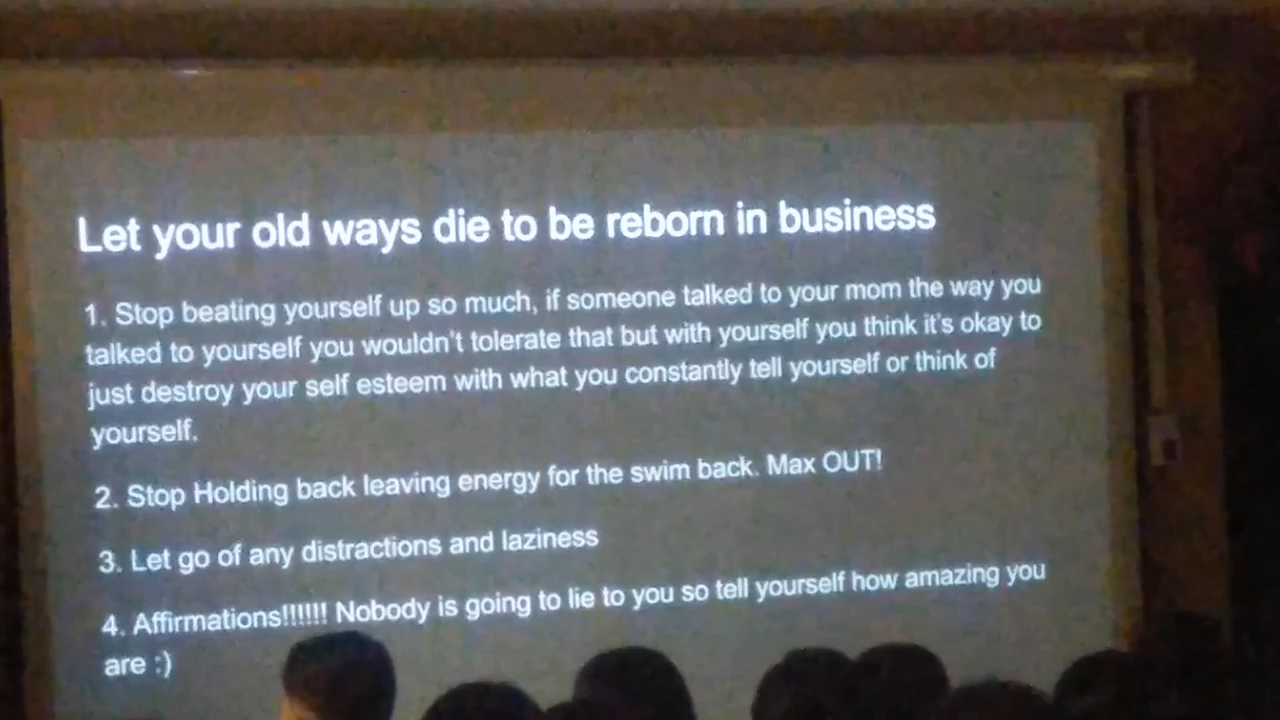 Let your old ways die to be reborn in business
1. Stop beating yourself up so much, if someone talked to your mom the way you
talked to yourself you wouldn't tolerate that but with yourself you think it's okay to
just destroy your self esteem with what you constantly tell yourself or think of
yourself.
2. Stop Holding back leaving energy for the swim back. Max OUT!
3. Let go of any distractions and laziness
4. Affirmations!!!!!! Nobody is going to lie to you so tell yourself how amazing you
are :)